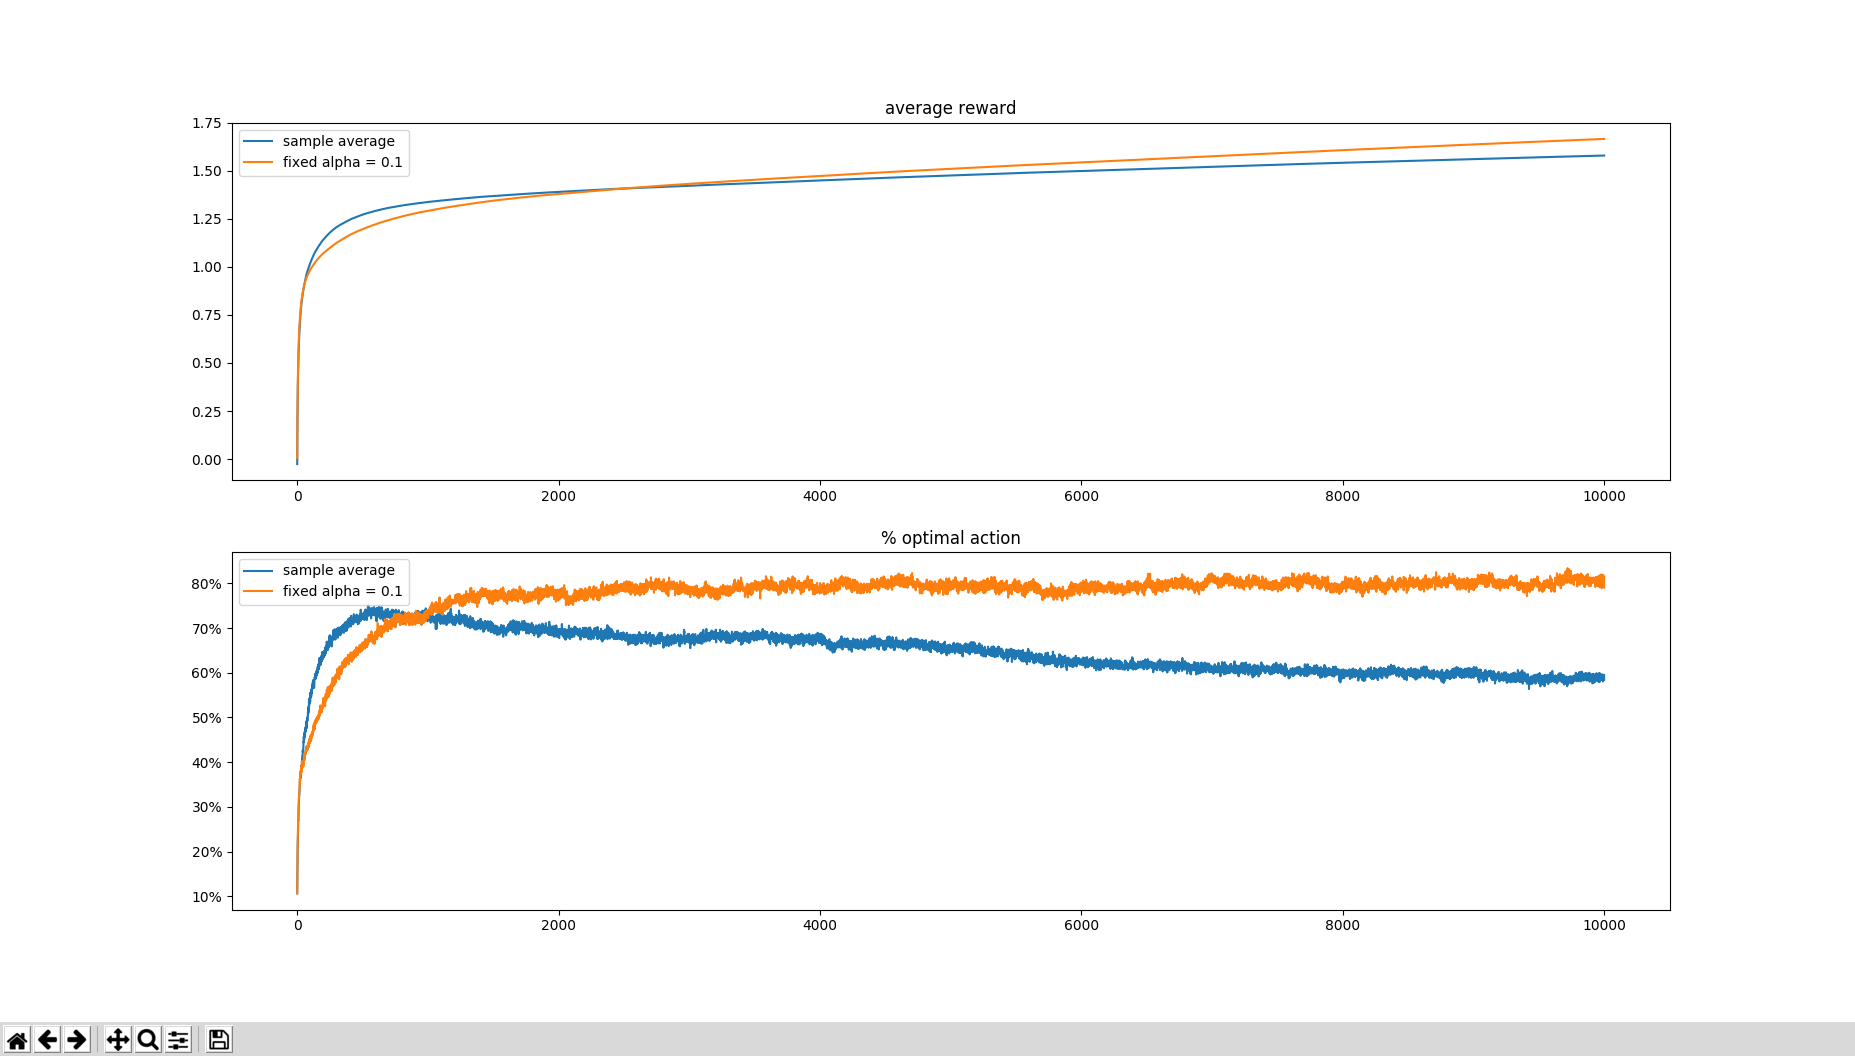 average reward
1.75
1.50
1.25
1.00
0.75
0.50
0.25
0.00
sample average
fixed alpha = 0.1
0 2000 4000 6000 8000 10000
% optimal action
80%
70%
60%
50%
40%
30%
20%
10%
sample average
fixed alpha = 0.1
0 2000 4000 6000 8000 10000